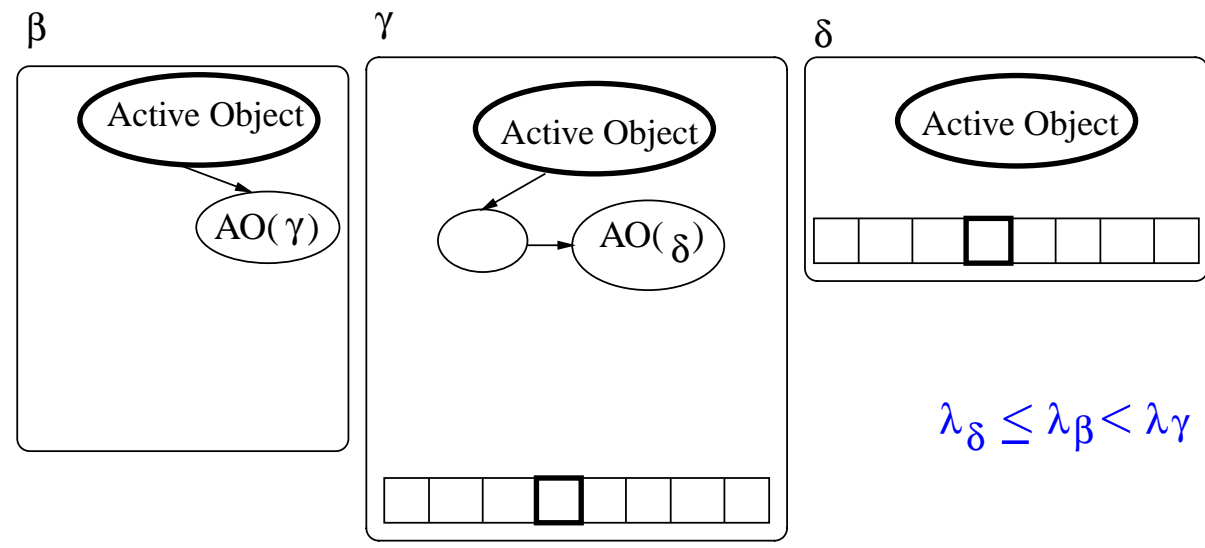 β
Active Object
AO(γ)
γ
Active Object
AO(δ)
δ
Active Object
λδ ≤ λβ < λγ